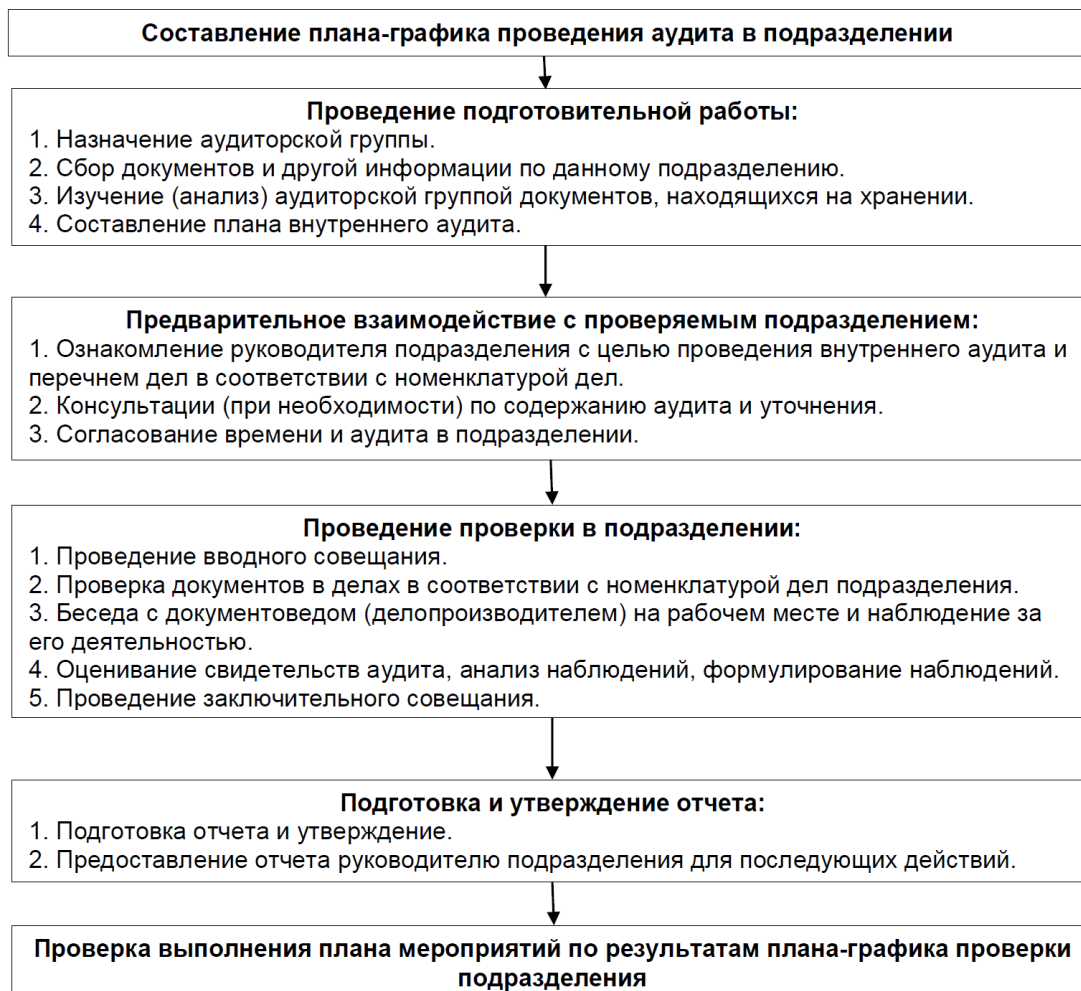 Составление плана-графика проведения аудита в подразделении
Проведение подготовительной работы:
1. Назначение аудиторской группы.
2. Сбор документов и другой информации по данному подразделению.
3. Изучение (анализ) аудиторской группой документов, находящихся на хранении.
4. Составление плана внутреннего аудита.
Предварительное взаимодействие с проверяемым подразделением:
1. Ознакомление руководителя подразделения с целью проведения внутреннего аудита и
перечнем дел в соответствии с номенклатурой дел.
2. Консультации (при необходимости) по содержанию аудита и уточнения.
3. Согласование времени и аудита в подразделении.
Проведение проверки в подразделении:
1. Проведение вводного совещания.
2. Проверка документов в делах в соответствии с номенклатурой дел подразделения.
3. Беседа с документоведом (делопроизводителем) на рабочем месте и наблюдение за
его деятельностью.
4. Оценивание свидетельств аудита, анализ наблюдений, формулирование наблюдений.
5. Проведение заключительного совещания.
Подготовка и утверждение отчета:
1. Подготовка отчета и утверждение.
2. Предоставление отчета руководителю подразделения для последующих действий.
Проверка выполнения плана мероприятий по результатам плана-графика проверки
подразделения